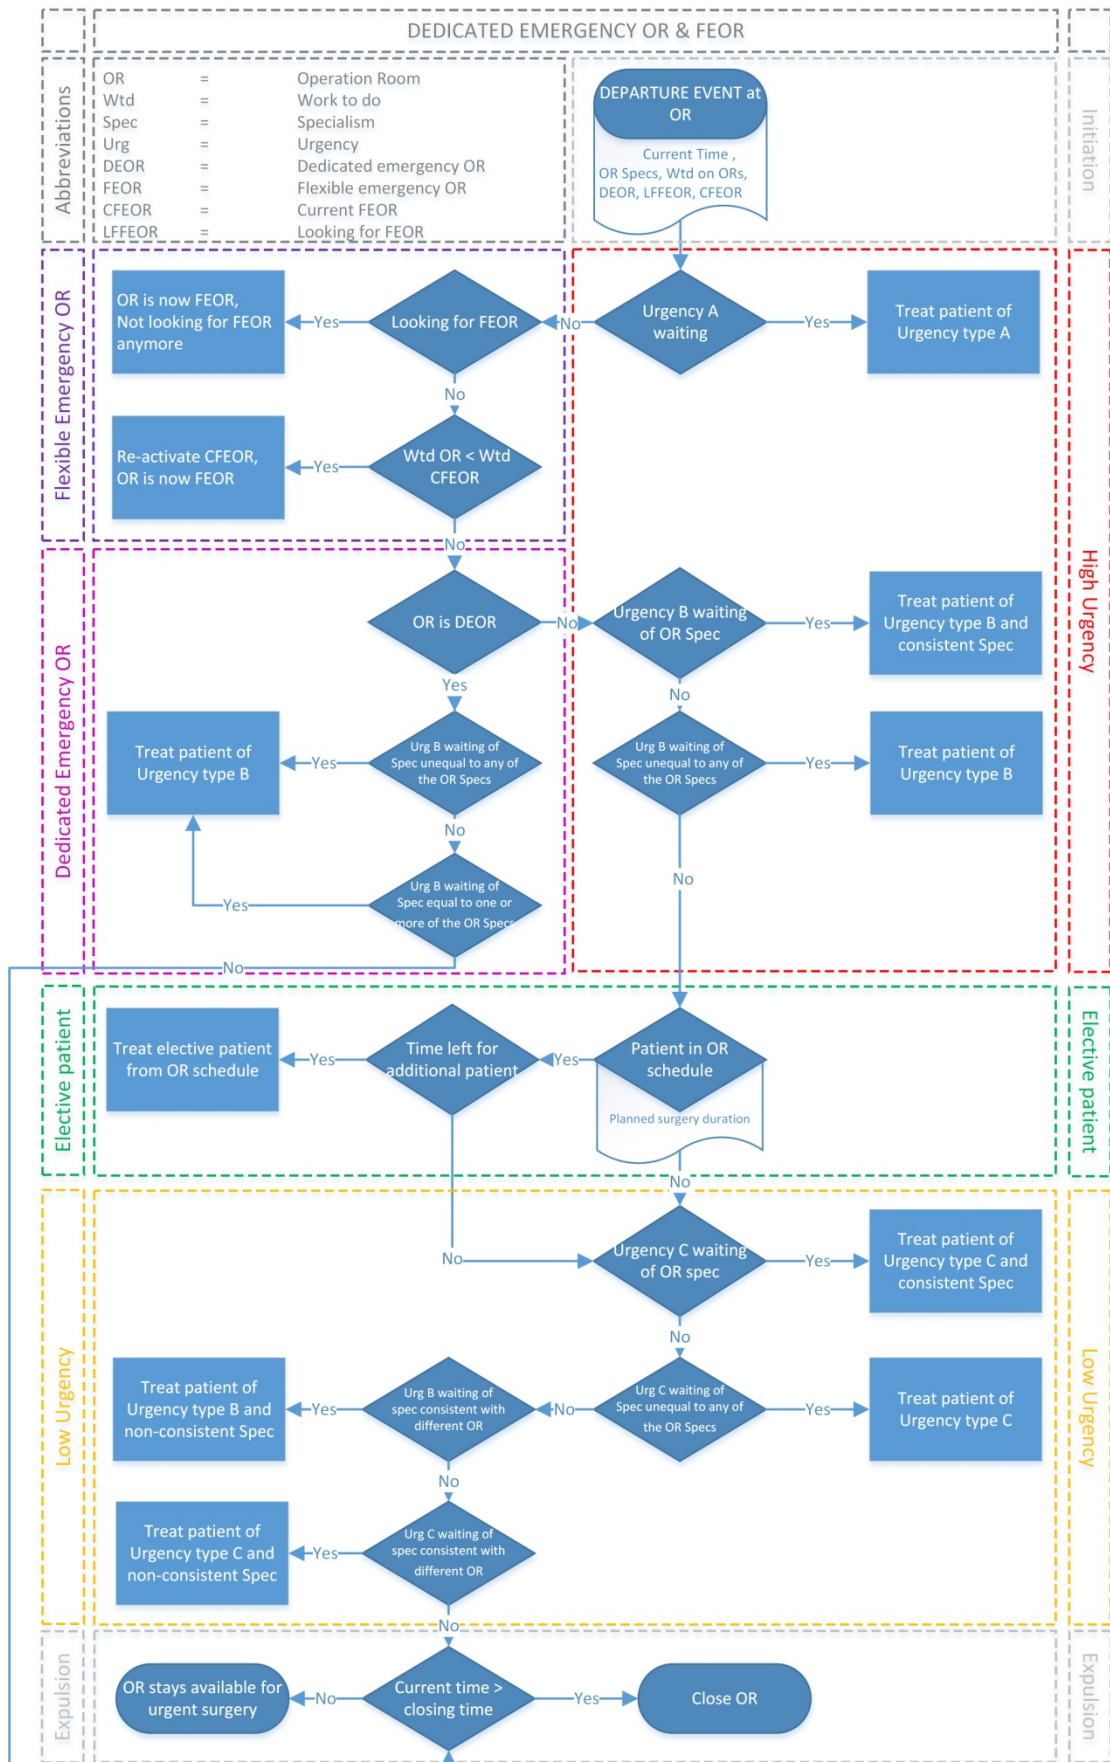 DEDICATED EMERGENCY OR & FEOR
Abbreviations
OR = Operation Room
Wtd = Work to do
Spec = Specialism
Urg = Urgency
DEOR = Dedicated emergency OR
FEOR = Flexible emergency OR
CFEOR = Current FEOR
LFFEOR = Looking for FEOR
DEPARTURE EVENT at
OR
Current Time ,
OR Specs, Wtd on ORs,
DEOR, LFFEOR, CFEOR
Initiation
Flexible Emergency OR
OR is now FEOR,
Not looking for FEOR
anymore
Yes
Looking for FEOR
No
Urgency A
waiting
Yes
Treat patient of
Urgency type A
High Urgency
No
Re-activate CFEOR,
OR is now FEOR
Yes
Wtd OR < Wtd
CFEOR
No
Dedicated Emergency OR
OR is DEOR
No
Urgency B waiting
of OR Spec
Yes
Treat patient of
Urgency type B and
consistent Spec
Yes
No
Treat patient of
Urgency type B
Yes
Urg B waiting of
Spec unequal to any of
the OR Specs
Urg B waiting of
Spec unequal to any of
the OR Specs
Yes
Treat patient of
Urgency type B
No
No
Yes
Urg B waiting of
Spec equal to one or
more of the OR Specs
No
Elective patient
Treat elective patient
from OR schedule
Yes
Time left for
additional patient
Yes
Patient in OR
schedule
Planned surgery duration
Elective patient
No
Low Urgency
No
Urgency C waiting
of OR spec
Yes
Treat patient of
Urgency type C and
consistent Spec
Low Urgency
No
Treat patient of
Urgency type B and
non-consistent Spec
Yes
Urg B waiting of
spec consistent with
different OR
No
Urg C waiting of
Spec unequal to any of
the OR Specs
Yes
Treat patient of
Urgency type C
No
Treat patient of
Urgency type C and
non-consistent Spec
Yes
Urg C waiting of
spec consistent with
different OR
No
Expulsion
OR stays available for
urgent surgery
No
Current time >
closing time
Yes
Close OR
Expulsion